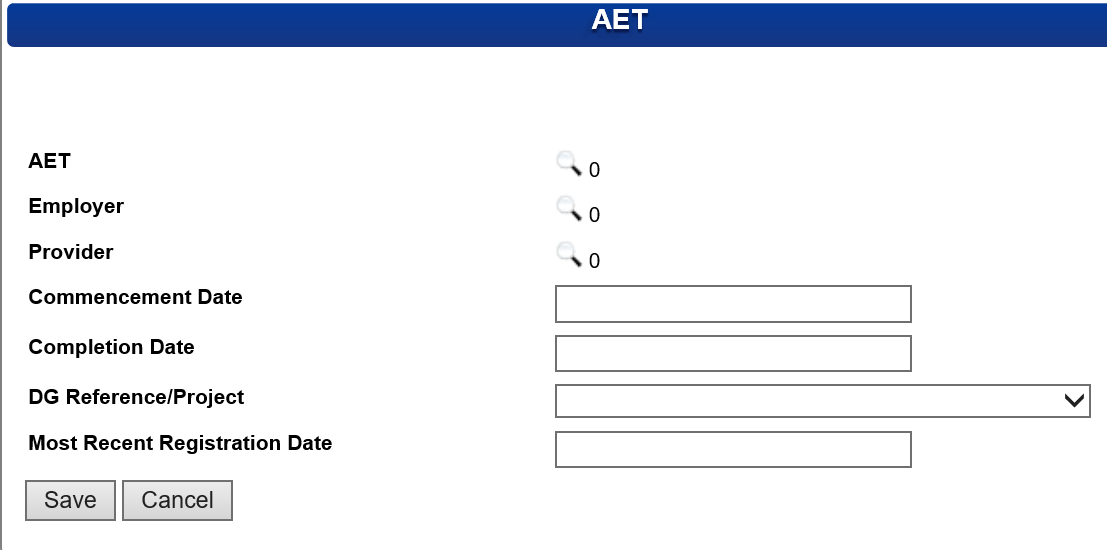 AET
AET 0
Employer 0
Provider 0
Commencement Date
Completion Date
DG Reference/Project
Most Recent Registration Date
Save Cancel